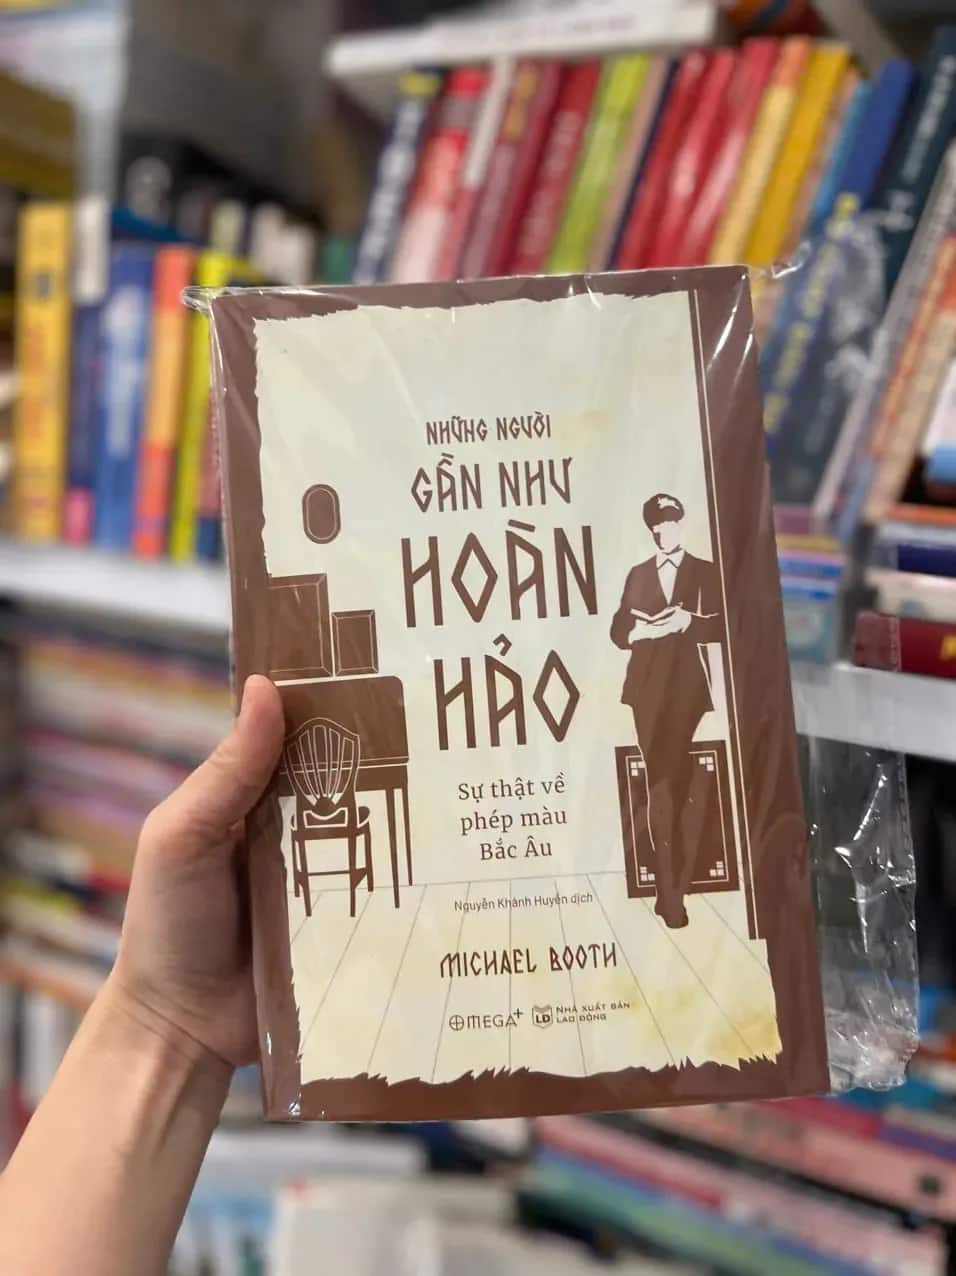 NHỮNG NGƯỜI
GẦN NHƯ
HOÀN
HẢO
Sự thật về
phép màu
Bắc Âu
Nguyễn Khánh Huyền dịch
MICHAEL BOOTH
OMEGA+
LD
NHÀ XUẤT BẢN
LAO ĐỘNG